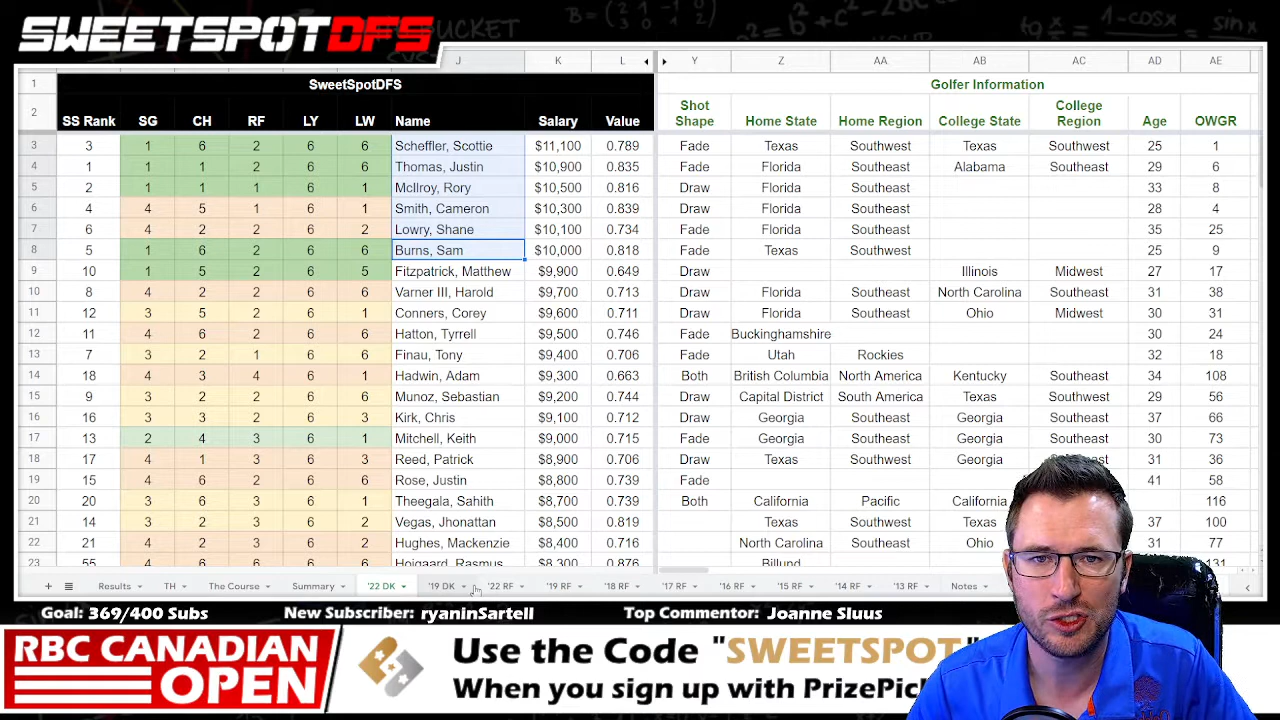 SWEETSPOTDFS
BUCKET
J K L Y Z AA AB AC AD AE
1 SweetSpotDFS Golfer Information
2 SS Rank SG CH RF LY LW Name Salary Value Shot Shape Home State Home Region College State College Region Age OWGR
3 3 1 6 2 6 6 Scheffler, Scottie $11,100 0.789 Fade Texas Southwest Texas Southwest 25 1
4 1 1 1 2 6 6 Thomas, Justin $10,900 0.835 Fade Florida Southeast Alabama Southeast 29 6
5 2 1 1 1 6 1 McIlroy, Rory $10,500 0.816 Draw Florida Southeast 33 8
6 4 4 5 1 6 1 Smith, Cameron $10,300 0.839 Draw Florida Southeast 28 4
7 6 4 2 2 6 2 Lowry, Shane $10,100 0.734 Fade Florida Southeast 35 25
8 5 1 6 2 6 6 Burns, Sam $10,000 0.818 Fade Texas Southwest 25 9
9 10 1 5 2 6 5 Fitzpatrick, Matthew $9,900 0.649 Draw Illinois Midwest 27 17
10 8 4 2 2 6 6 Varner III, Harold $9,700 0.713 Draw Florida Southeast North Carolina Southeast 31 38
11 12 3 5 2 6 1 Conners, Corey $9,600 0.711 Draw Florida Southeast Ohio Midwest 30 31
12 11 4 6 2 6 6 Hatton, Tyrrell $9,500 0.746 Fade Buckinghamshire 30 24
13 7 3 2 1 6 6 Finau, Tony $9,400 0.706 Fade Utah Rockies 32 18
14 18 4 3 4 6 1 Hadwin, Adam $9,300 0.663 Both British Columbia North America Kentucky Southeast 34 108
15 9 3 2 2 6 6 Munoz, Sebastian $9,200 0.744 Draw Capital District South America Texas Southwest 29 56
16 16 3 3 2 6 3 Kirk, Chris $9,100 0.712 Draw Georgia Southeast Georgia Southeast 37 66
17 13 2 4 3 6 1 Mitchell, Keith $9,000 0.715 Fade Georgia Southeast Georgia Southeast 30 73
18 17 4 1 3 6 3 Reed, Patrick $8,900 0.706 Draw Texas Southwest Georgia Southeast 31 36
19 15 4 6 2 6 6 Rose, Justin $8,800 0.739 Fade 41 58
20 20 3 6 3 6 1 Theegala, Sahith $8,700 0.739 Both California Pacific California 116
21 14 3 2 3 6 2 Vegas, Jhonattan $8,500 0.819 Texas Southwest Texas 37 100
22 21 4 2 3 6 2 Hughes, Mackenzie $8,400 0.716 North Carolina Southeast Ohio 31 77
23 55 4 6 2 6 6 Hojgaard, Rasmus $8,300 0.876 Billund 131
Results TH The Course Summary '22 DK '19 DK '22 RF '19 RF '18 RF '17 RF '16 RF '15 RF '14 RF '13 RF Notes
Goal: 369/400 Subs New Subscriber: ryaninSartell Top Commentor: Joanne Sluus
RBC CANADIAN OPEN
Use the Code "SWEETSPOT"
When you sign up with PrizePic